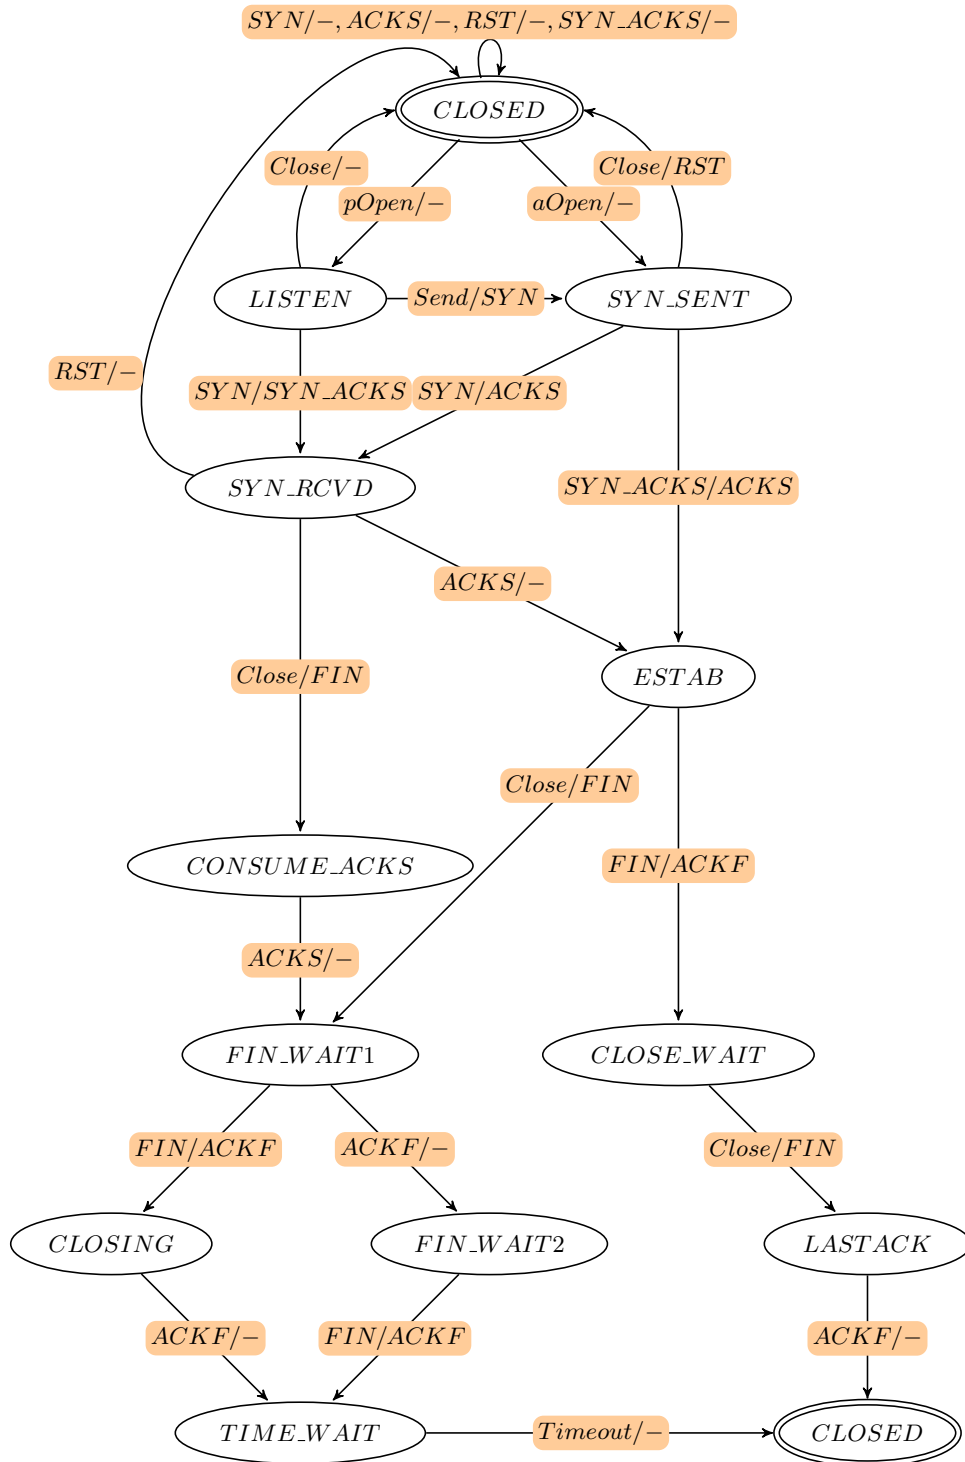 SYN/−, ACKS/−, RST/−, SYN_ACKS/−
CLOSED
Close/−
Close/RST
pOpen/−
aOpen/−
LISTEN
Send/SYN
SYN_SENT
RST/−
SYN/SYN_ACKS
SYN/ACKS
SYN_RCVD
SYN_ACKS/ACKS
ACKS/−
Close/FIN
ESTAB
Close/FIN
CONSUME_ACKS
FIN/ACKF
ACKS/−
FIN_WAIT1
CLOSE_WAIT
FIN/ACKF
ACKF/−
Close/FIN
CLOSING
FIN_WAIT2
LASTACK
ACKF/−
FIN/ACKF
ACKF/−
TIME_WAIT
Timeout/−
CLOSED